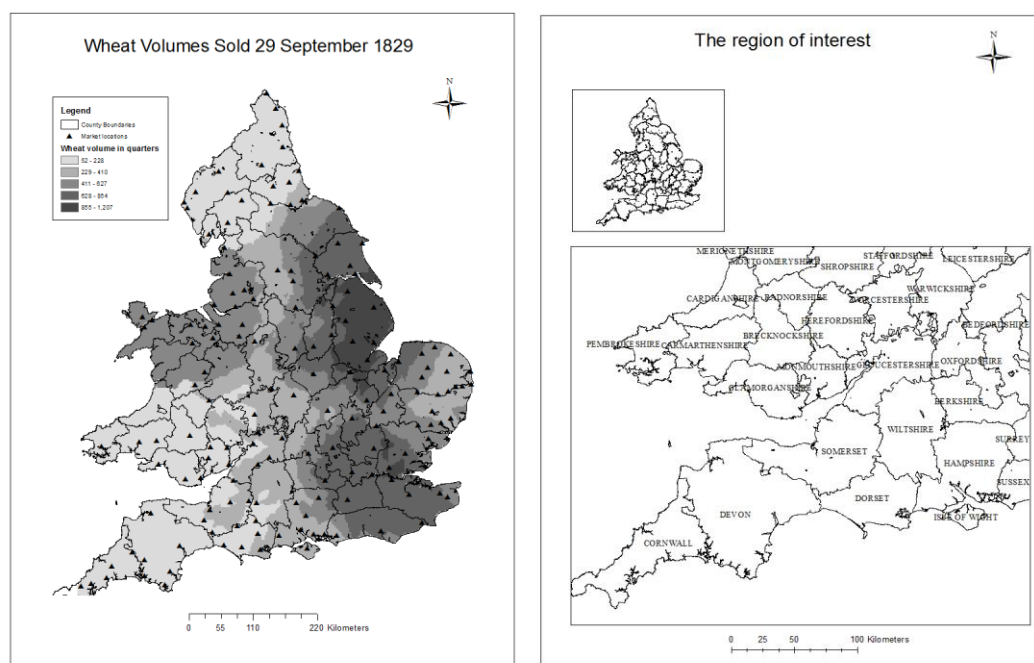 Wheat Volumes Sold 29 September 1829
N
Legend
County Boundaries
Market locations
Wheat volume in quarters
52 - 228
229 - 410
411 - 627
628 - 854
855 - 1,207
0 55 110 220 Kilometers
The region of interest
N
MERIONETHSHIRE STAFFORDSHIRE
MONTGOMERYSHIRE SHROPSHIRE LEICESTERSHIRE
WARWICKSHIRE
CARDIGANSHIRE RADNORSHIRE WORCESTERSHIRE
HEREFORDSHIRE BEDFORDSHIRE
BRECKNOCKSHIRE
PEMBROKESHIRE CARMARTHENSHIRE
MONMOUTHSHIRE GLOUCESTERSHIRE OXFORDSHIRE
GLAMORGANSHIRE
BERKSHIRE
WILTSHIRE
SURREY
SOMERSET
HAMPSHIRE
SUSSEX
DORSET
DEVON ISLE OF WIGHT
CORNWALL
0 25 50 100 Kilometers